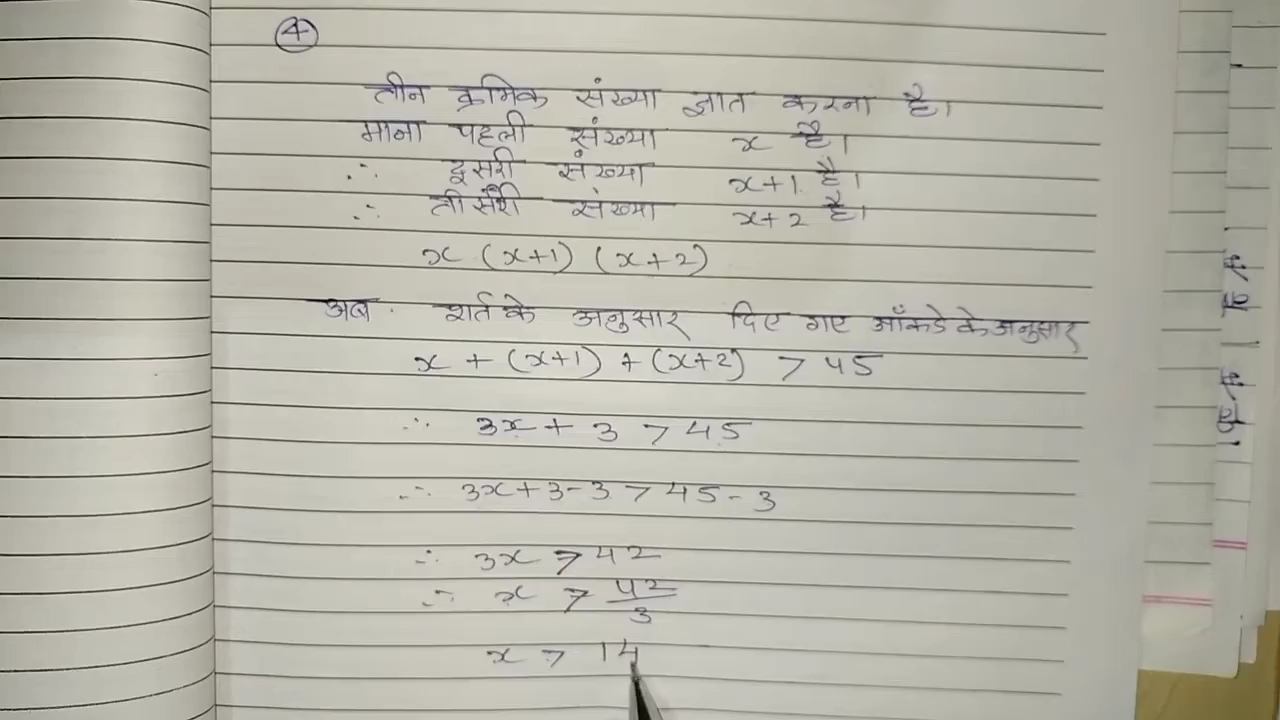 4
तीन क्रमिक संख्या ज्ञात करना है।
माना पहली संख्या x है।
∴ दूसरी संख्या x+1 है।
∴ तीसरी संख्या x+2 है।
x (x+1) (x+2)
अब शर्त के अनुसार दिए गए आँकडे के अनुसार
x + (x+1) + (x+2) > 45
∴ 3x + 3 > 45
∴ 3x+3-3 > 45-3
∴ 3x > 42
∴ x > 42/3
x > 14